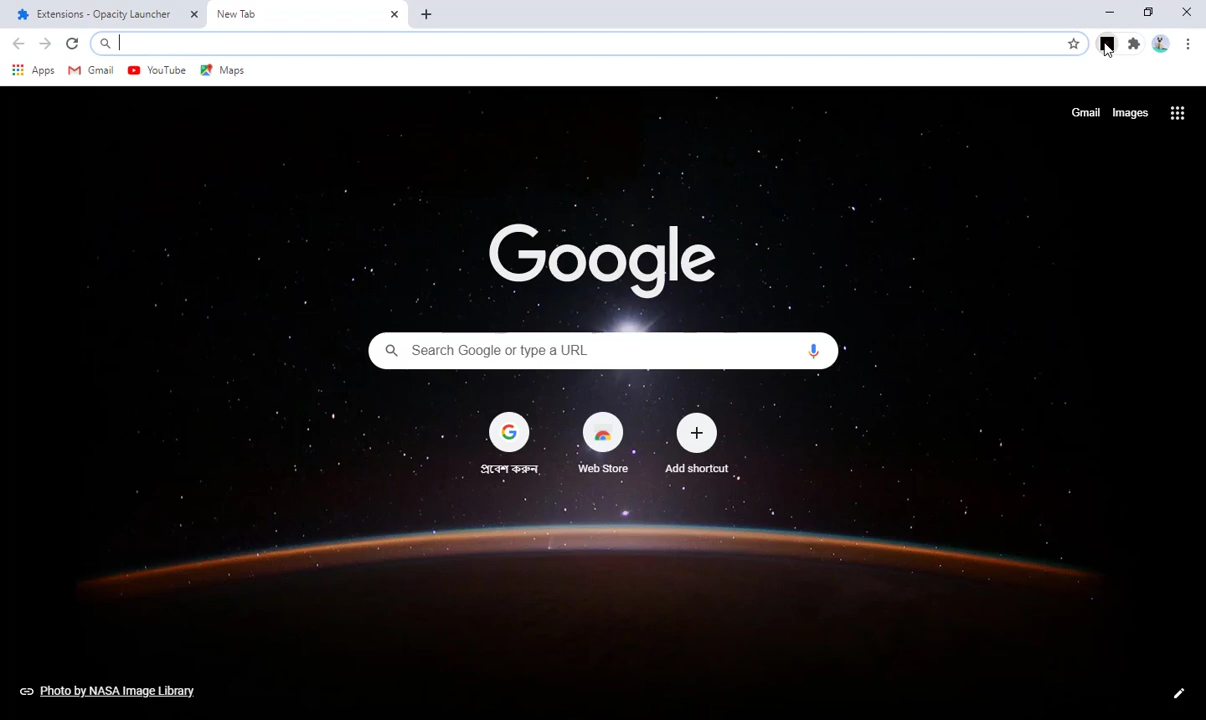 Extensions - Opacity Launcher
New Tab
Apps
Gmail
YouTube
Maps
Gmail
Images
Google
Search Google or type a URL
প্রবেশ করুন
Web Store
Add shortcut
Photo by NASA Image Library